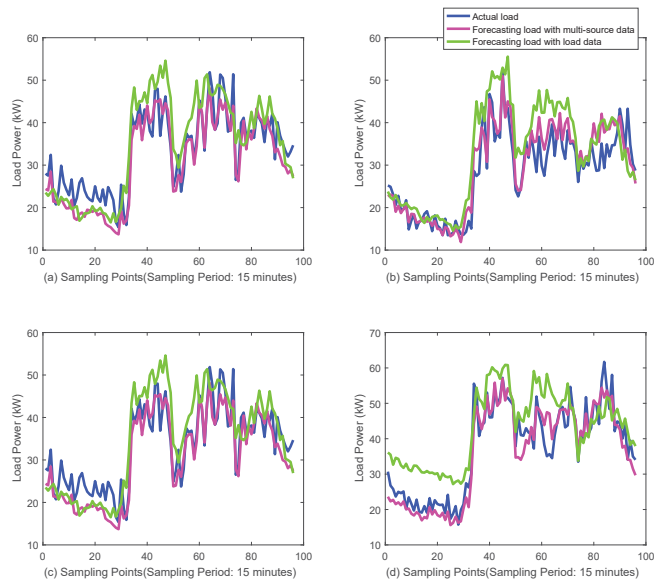 Actual load
Forecasting load with multi-source data
Forecasting load with load data
60
50
40
30
20
10
Load Power (kW)
0 20 40 60 80 100
(a) Sampling Points(Sampling Period: 15 minutes)
60
50
40
30
20
10
Load Power (kW)
0 20 40 60 80 100
(b) Sampling Points(Sampling Period: 15 minutes)
60
50
40
30
20
10
Load Power (kW)
0 20 40 60 80 100
(c) Sampling Points(Sampling Period: 15 minutes)
70
60
50
40
30
20
10
Load Power (kW)
0 20 40 60 80 100
(d) Sampling Points(Sampling Period: 15 minutes)